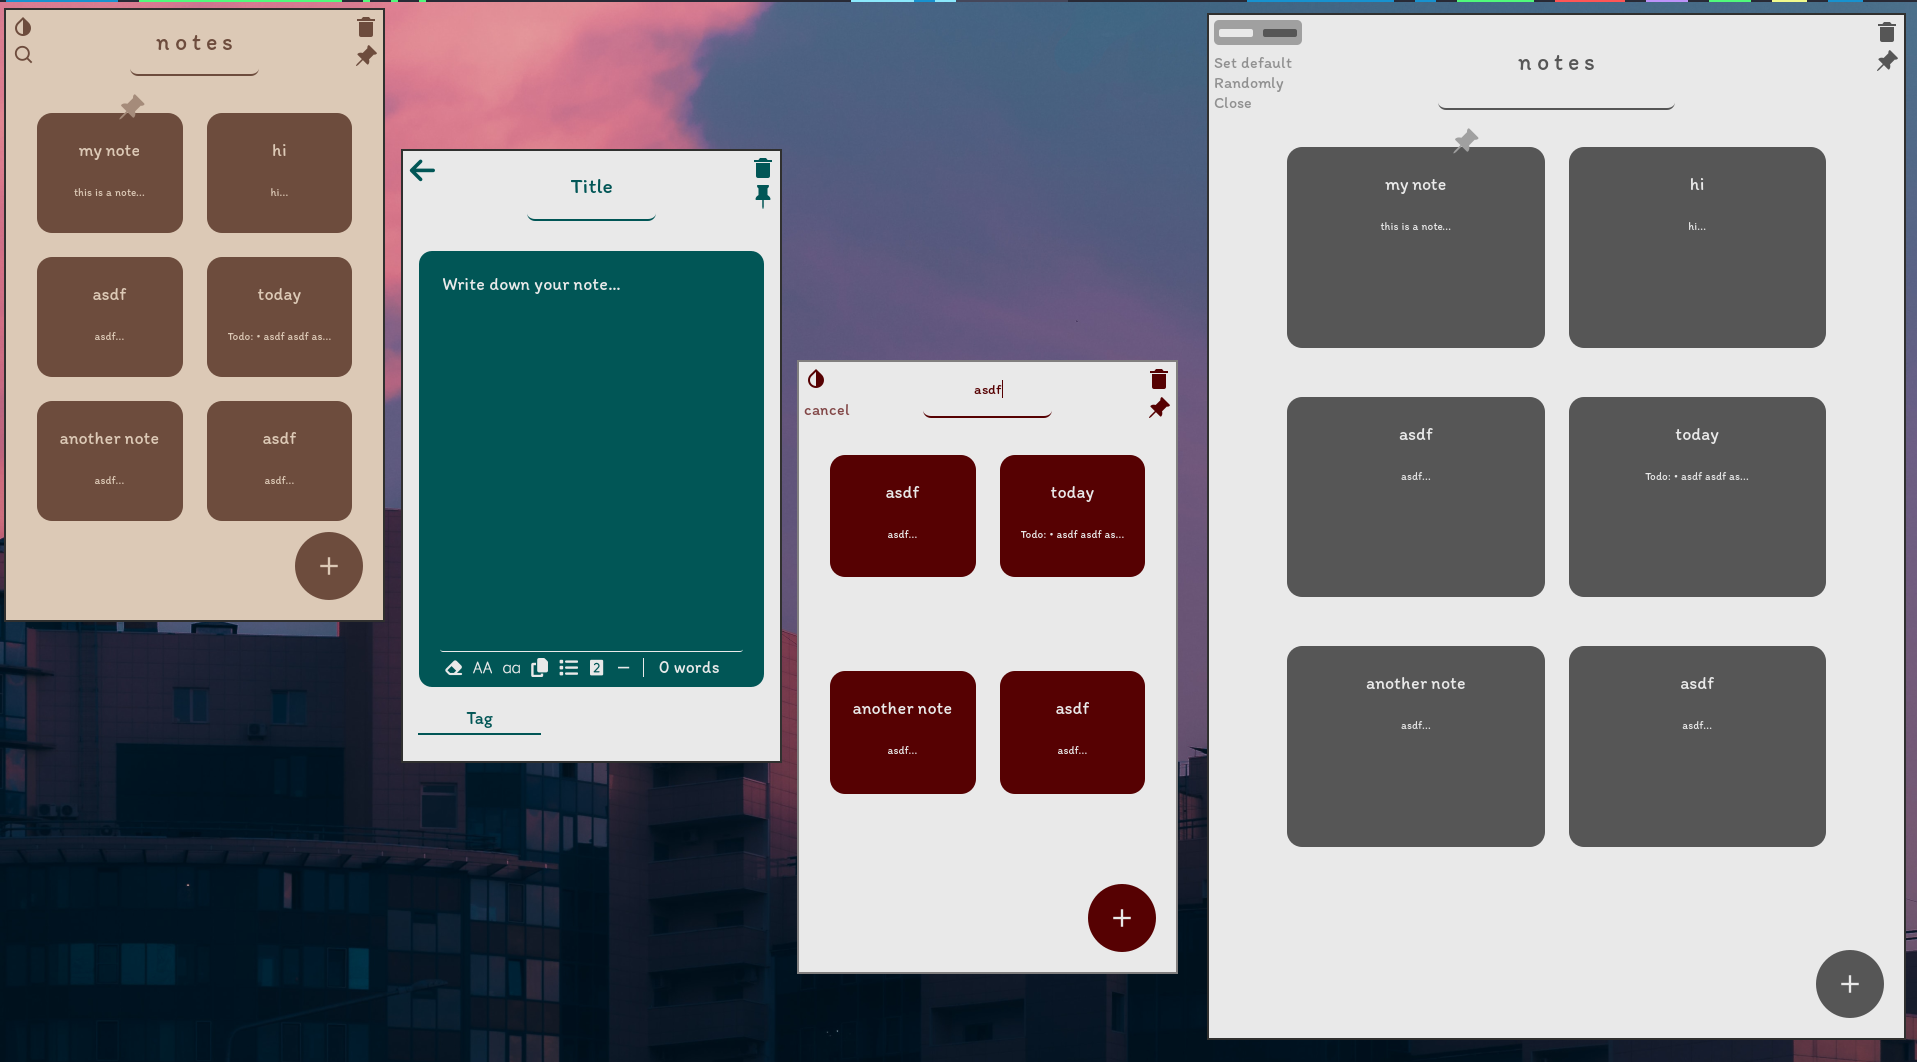 notes
my note
this is a note...
hi
hi...
asdf
asdf...
today
Todo: • asdf asdf as...
another note
asdf...
asdf
asdf...
+
Title
Write down your note...
AA aa 2 0 words
Tag
asdf
cancel
asdf
asdf...
today
Todo: • asdf asdf as...
another note
asdf...
asdf
asdf...
+
Set default
Randomly
Close
notes
my note
this is a note...
hi
hi...
asdf
asdf...
today
Todo: • asdf asdf as...
another note
asdf...
asdf
asdf...
+